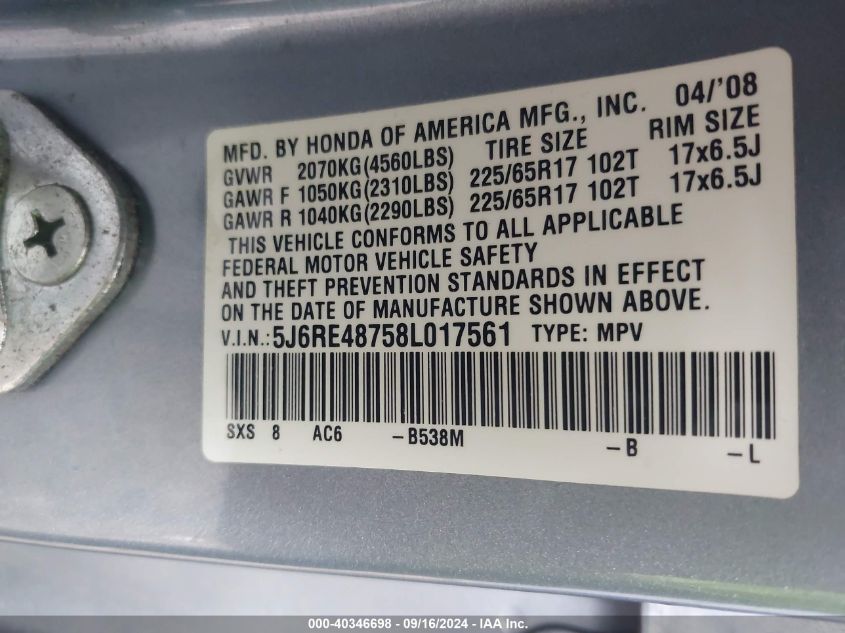 MFD. BY HONDA OF AMERICA MFG., INC. 04/'08
GVWR 2070KG(4560LBS) TIRE SIZE RIM SIZE
GAWR F 1050KG(2310LBS) 225/65R17 102T 17x6.5J
GAWR R 1040KG(2290LBS) 225/65R17 102T 17x6.5J
THIS VEHICLE CONFORMS TO ALL APPLICABLE
FEDERAL MOTOR VEHICLE SAFETY
AND THEFT PREVENTION STANDARDS IN EFFECT
ON THE DATE OF MANUFACTURE SHOWN ABOVE.
V.I.N.: 5J6RE48758L017561 TYPE: MPV
SXS 8 AC6 -B538M -B -L
000-40346698 - 09/16/2024 - IAA Inc.